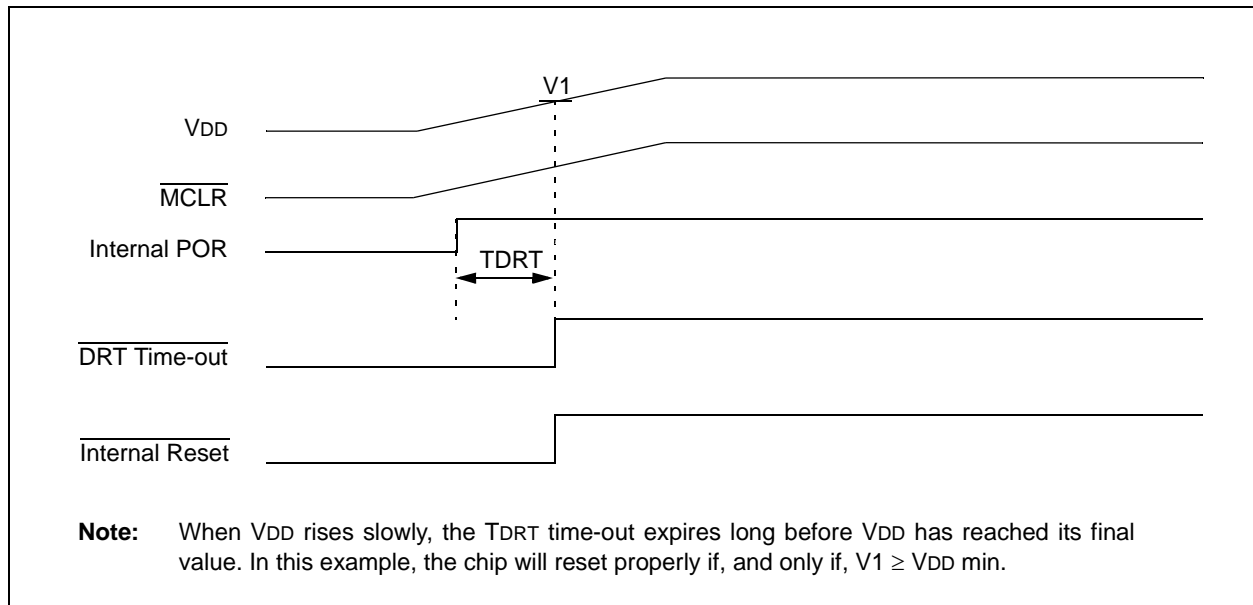 V1
VDD
MCLR
Internal POR
TDRT
DRT Time-out
Internal Reset
Note: When VDD rises slowly, the TDRT time-out expires long before VDD has reached its final
value. In this example, the chip will reset properly if, and only if, V1 ≥ VDD min.